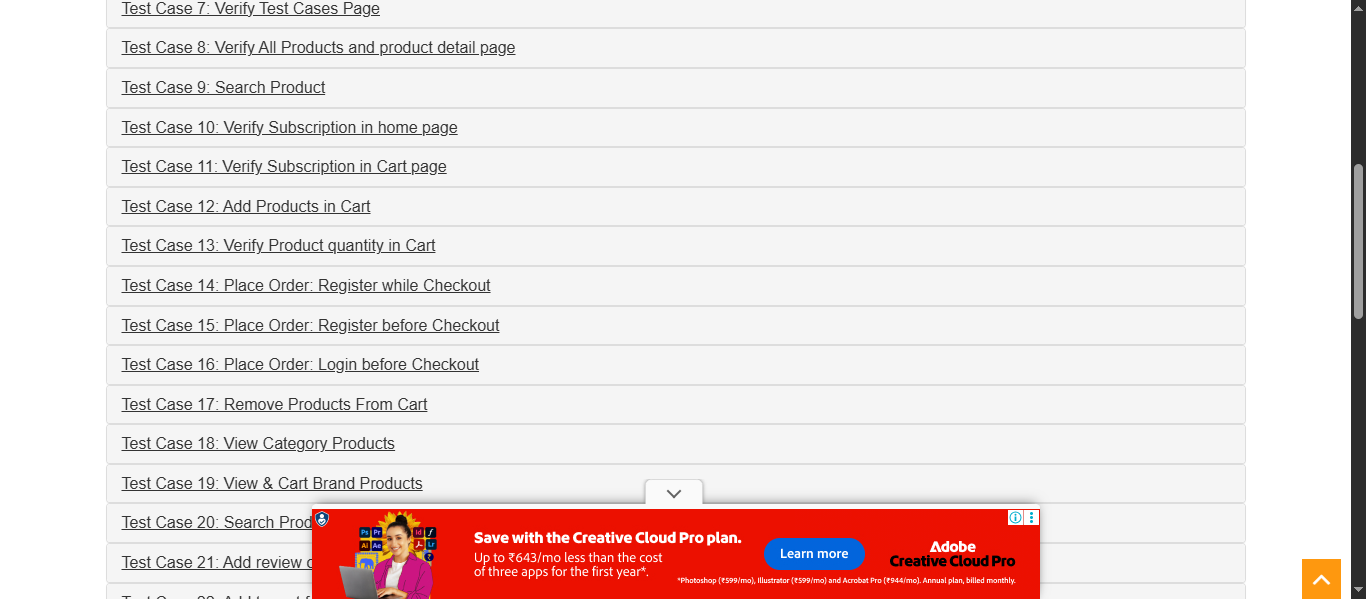 Test Case 7: Verify Test Cases Page
Test Case 8: Verify All Products and product detail page
Test Case 9: Search Product
Test Case 10: Verify Subscription in home page
Test Case 11: Verify Subscription in Cart page
Test Case 12: Add Products in Cart
Test Case 13: Verify Product quantity in Cart
Test Case 14: Place Order: Register while Checkout
Test Case 15: Place Order: Register before Checkout
Test Case 16: Place Order: Login before Checkout
Test Case 17: Remove Products From Cart
Test Case 18: View Category Products
Test Case 19: View & Cart Brand Products
Test Case 20: Search Prod
Test Case 21: Add review
Ps Pr Id f
Ai Ae Lr
Save with the Creative Cloud Pro plan.
Up to ₹643/mo less than the cost
of three apps for the first year*.
Learn more
Adobe
Creative Cloud Pro
*Photoshop (₹599/mo), Illustrator (₹599/mo) and Acrobat Pro (₹944/mo). Annual plan, billed monthly.